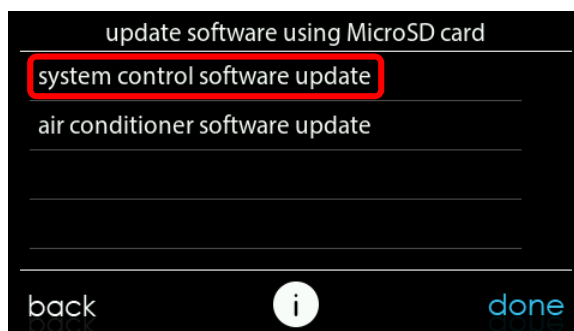 update software using MicroSD card
system control software update
air conditioner software update
back
i
done